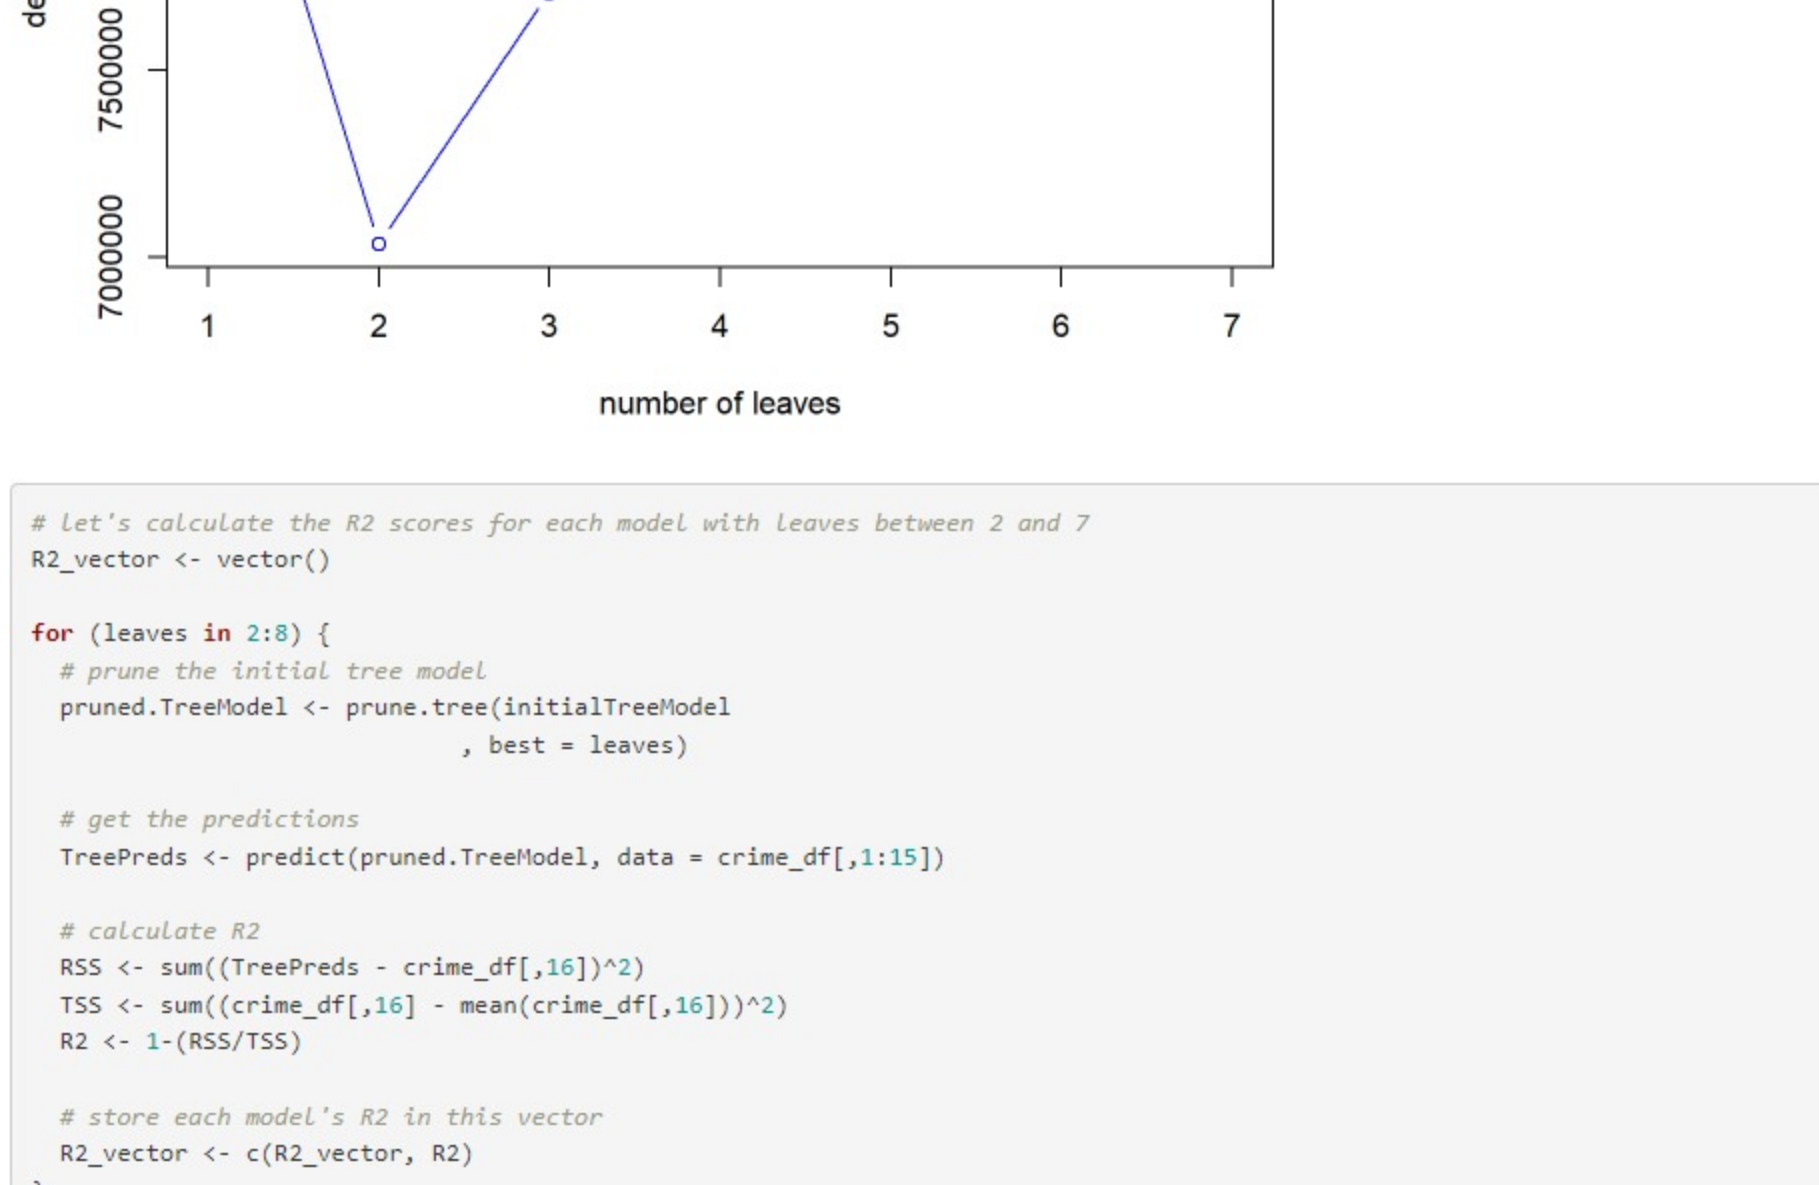 de
7500000
7000000
1 2 3 4 5 6 7
number of leaves
# let's calculate the R2 scores for each model with leaves between 2 and 7
R2_vector <- vector()
for (leaves in 2:8) {
# prune the initial tree model
pruned.TreeModel <- prune.tree(initialTreeModel
, best = leaves)
# get the predictions
TreePreds <- predict(pruned.TreeModel, data = crime_df[,1:15])
# calculate R2
RSS <- sum((TreePreds - crime_df[,16])^2)
TSS <- sum((crime_df[,16] - mean(crime_df[,16]))^2)
R2 <- 1-(RSS/TSS)
# store each model's R2 in this vector
R2_vector <- c(R2_vector, R2)